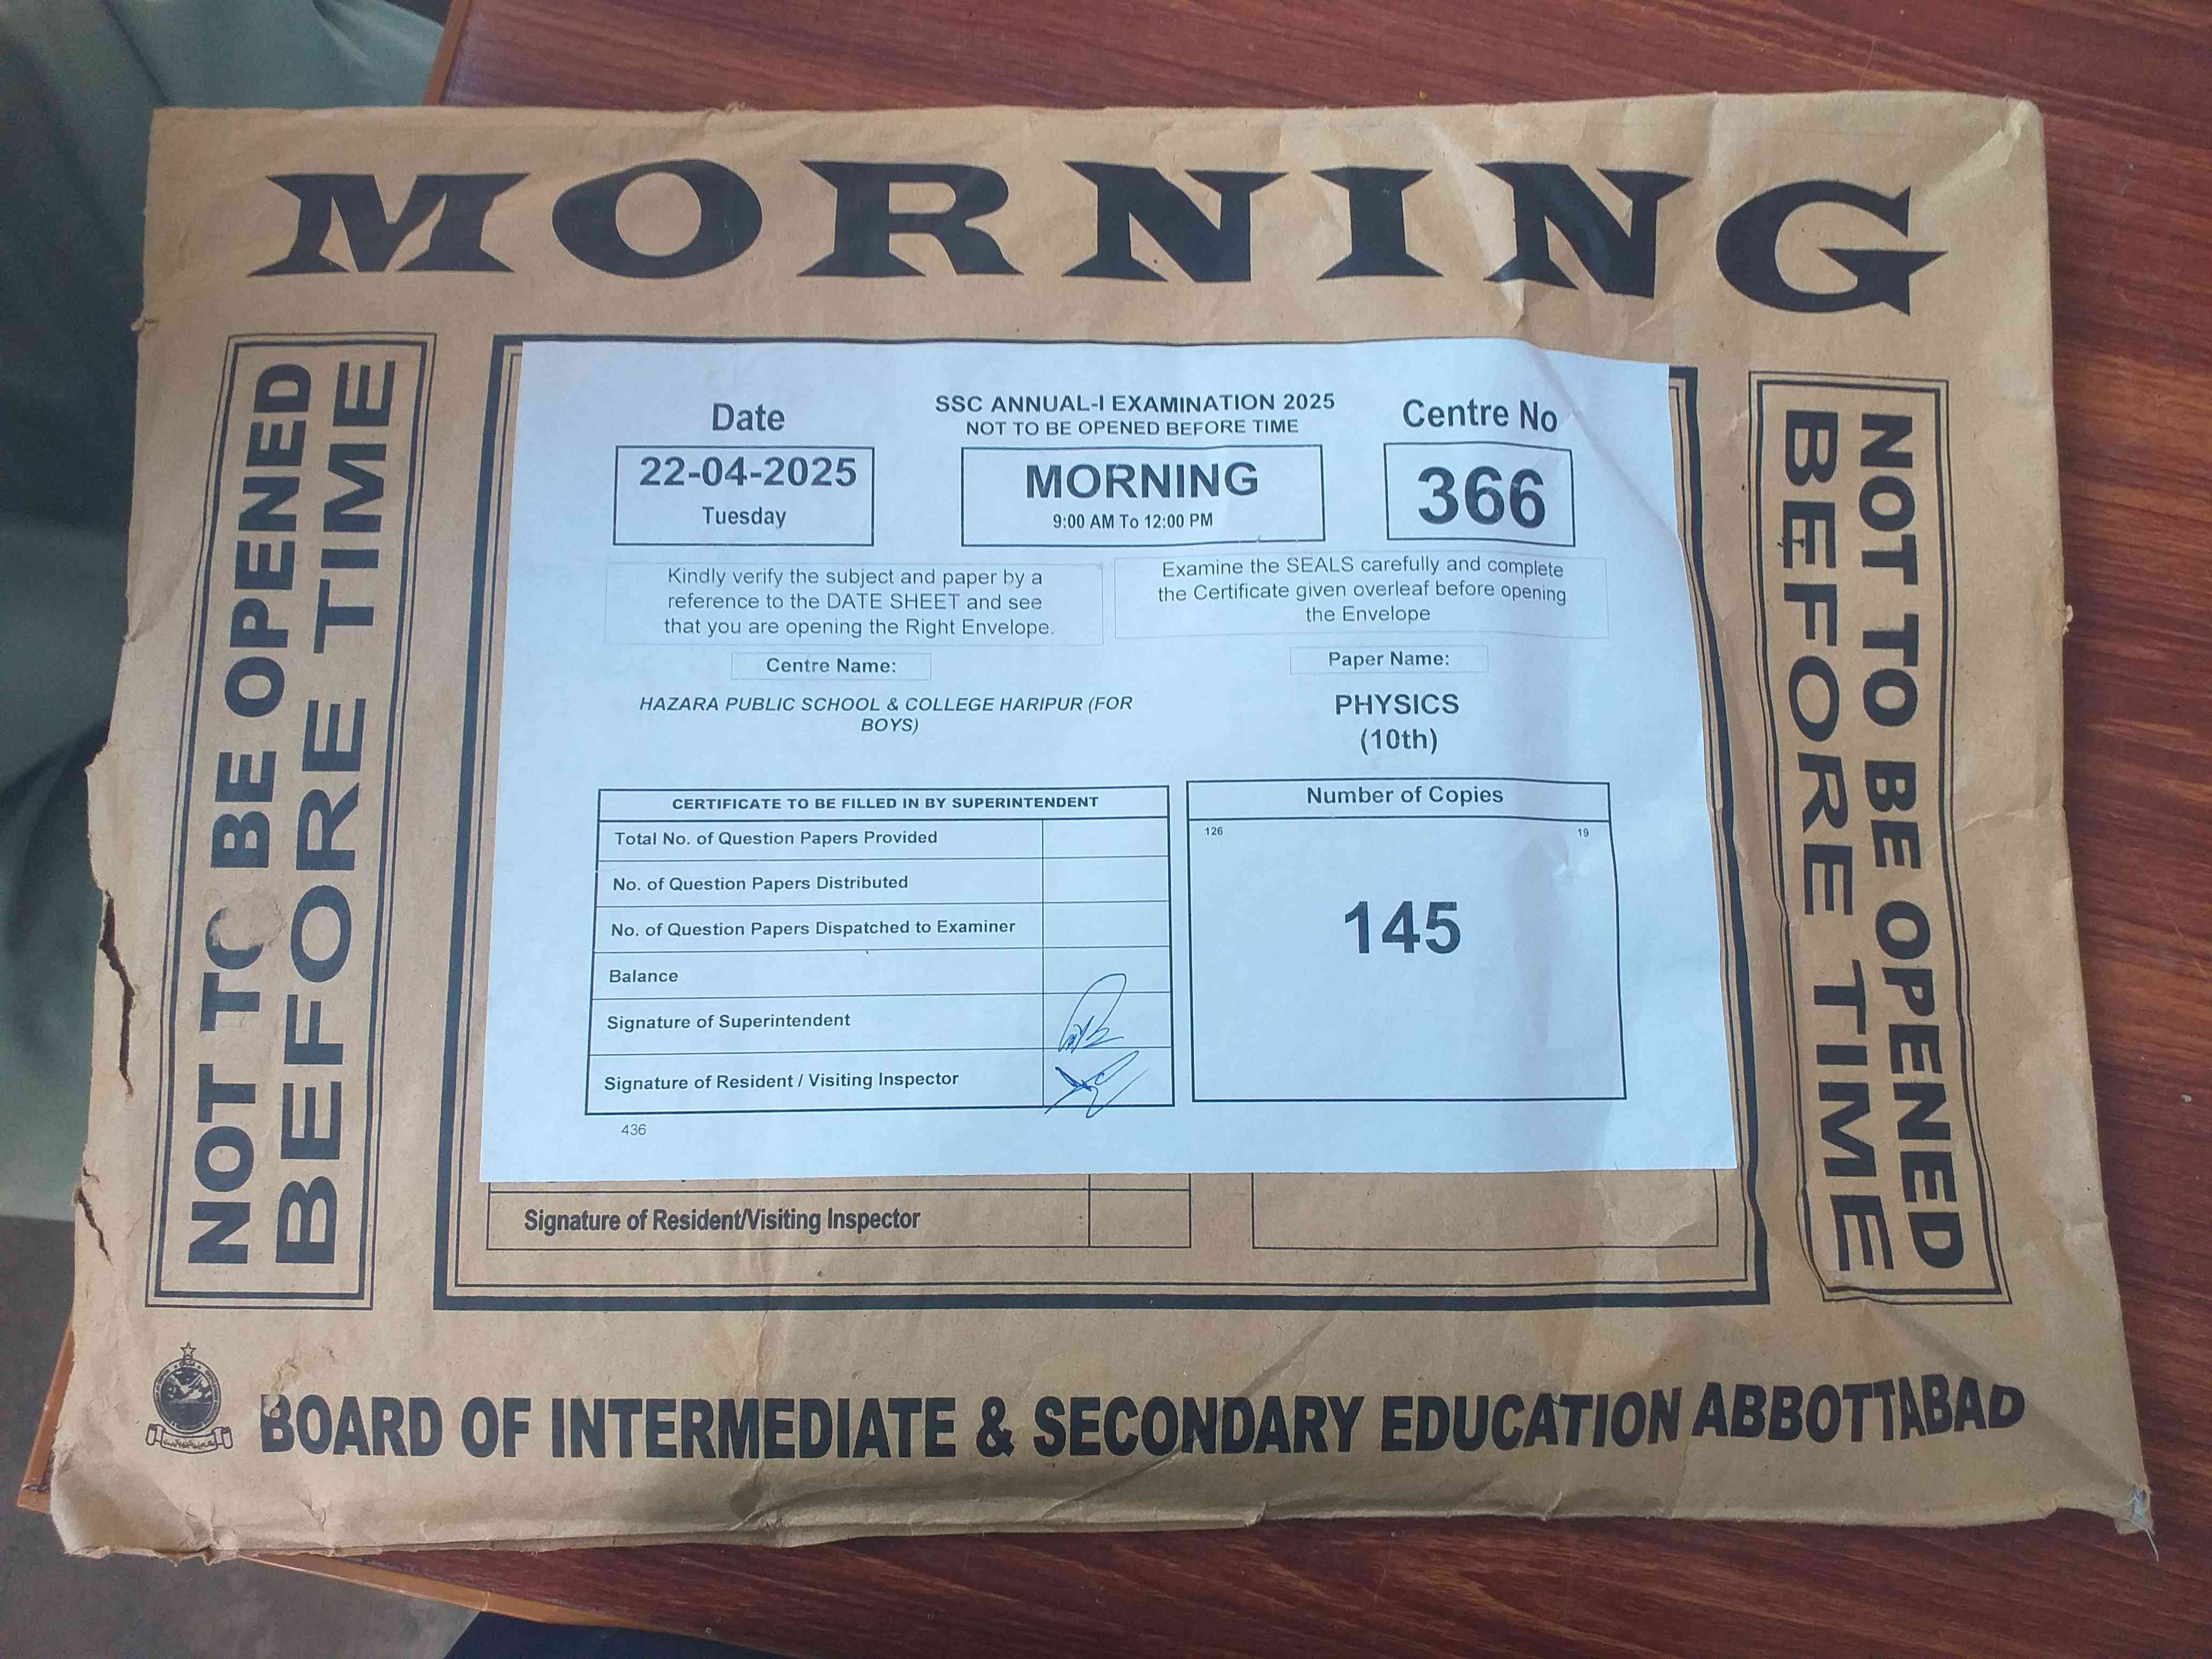 MORNING
NOT TO BE OPENED
BEFORE TIME
Date
22-04-2025
Tuesday
SSC ANNUAL-I EXAMINATION 2025
NOT TO BE OPENED BEFORE TIME
MORNING
9:00 AM To 12:00 PM
Centre No
366
Kindly verify the subject and paper by a
reference to the DATE SHEET and see
that you are opening the Right Envelope.
Examine the SEALS carefully and complete
the Certificate given overleaf before opening
the Envelope
Centre Name:
HAZARA PUBLIC SCHOOL & COLLEGE HARIPUR (FOR
BOYS)
Paper Name:
PHYSICS
(10th)
CERTIFICATE TO BE FILLED IN BY SUPERINTENDENT
Total No. of Question Papers Provided
No. of Question Papers Distributed
No. of Question Papers Dispatched to Examiner
Balance
Signature of Superintendent
Signature of Resident / Visiting Inspector
436
Number of Copies
126 19
145
Signature of Resident/Visiting Inspector
NOT TO BE OPENED
BEFORE TIME
BOARD OF INTERMEDIATE & SECONDARY EDUCATION ABBOTTABAD